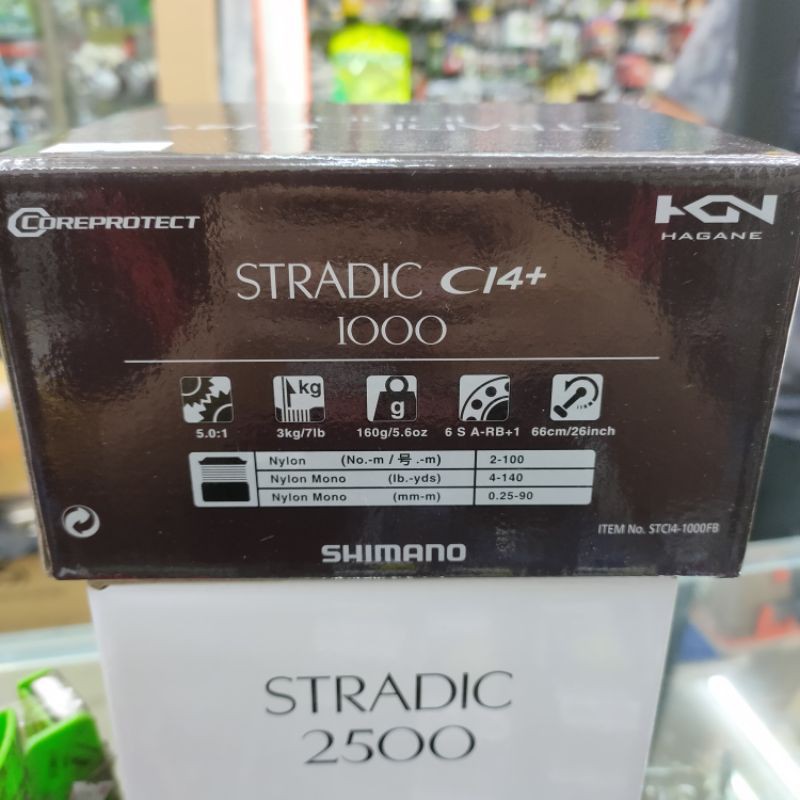 COREPROTECT
HGN
HAGANE
STRADIC CI4+
1000
kg
g
5.0:1
3kg/7lb
160g/5.6oz
6 S A-RB+1
66cm/26inch
Nylon (No.-m / 号.-m) 2-100
Nylon Mono (lb.-yds) 4-140
Nylon Mono (mm-m) 0.25-90
ITEM No. STCI4-1000FB
SHIMANO
STRADIC
2500